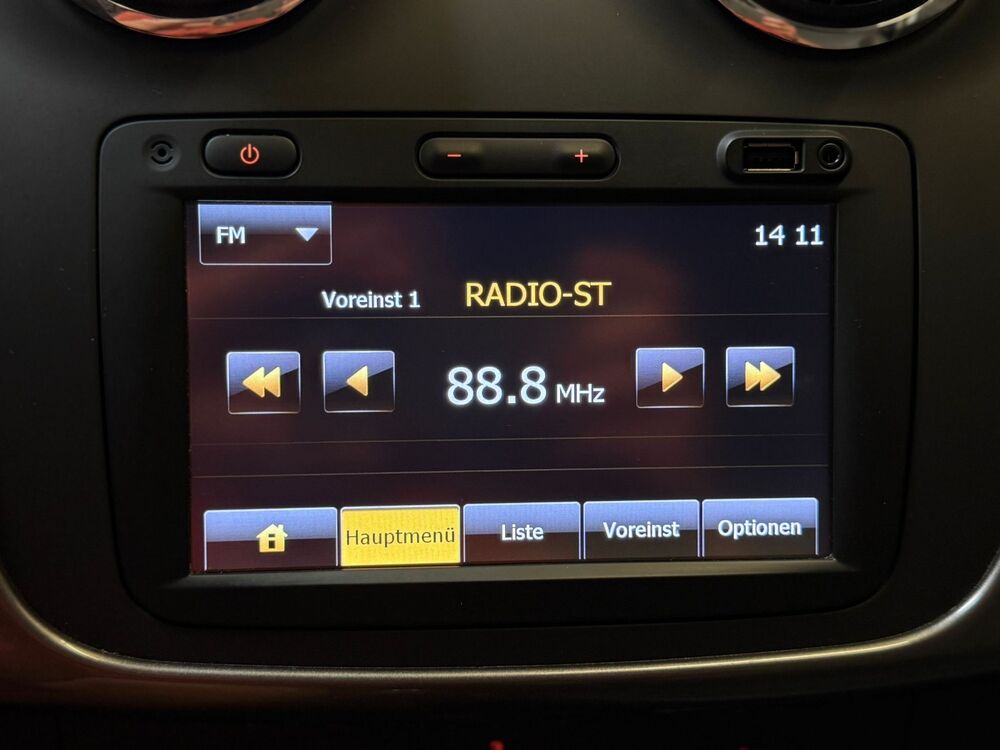 - +
FM
14 11
Voreinst 1
RADIO-ST
88.8 MHz
Hauptmenü
Liste
Voreinst
Optionen